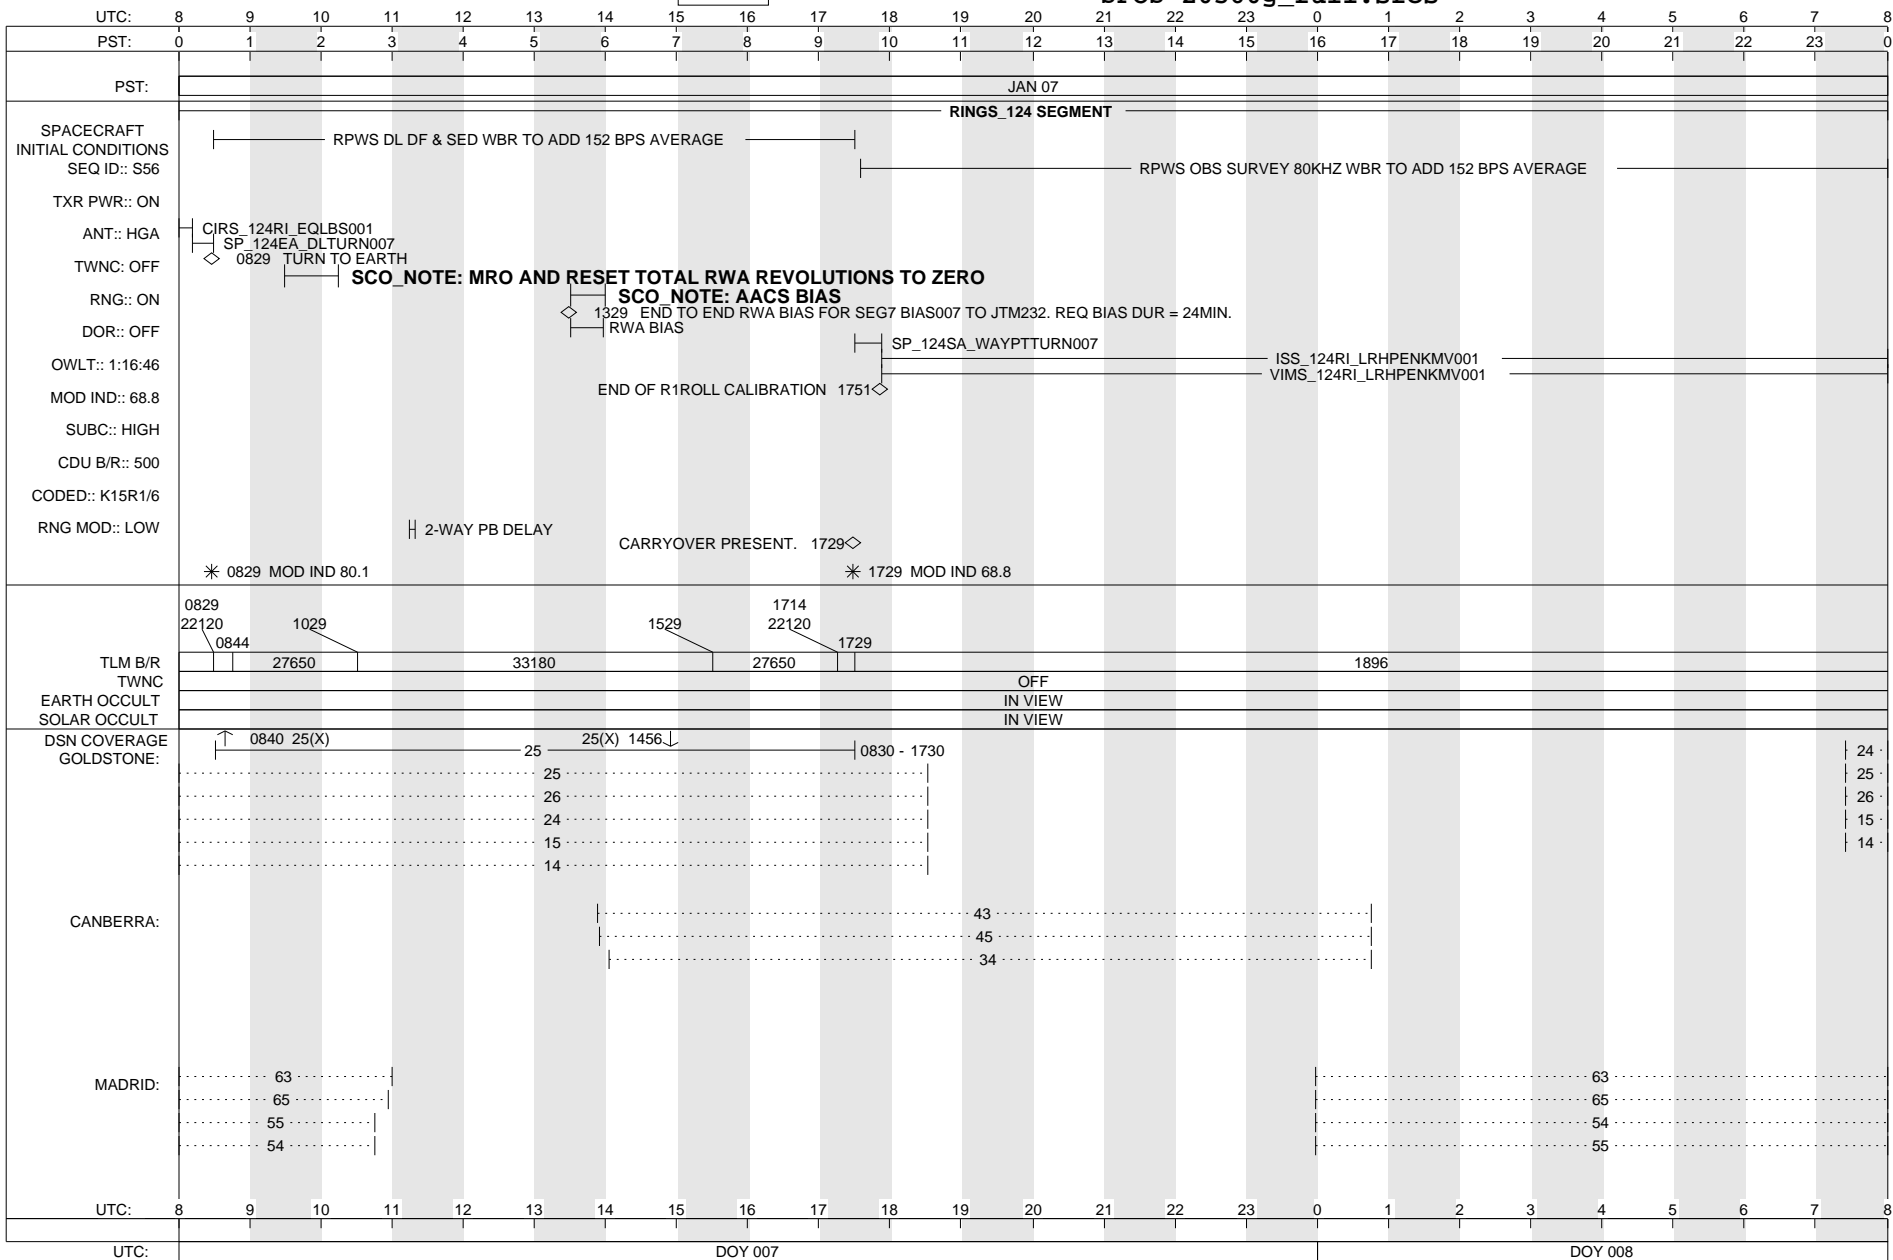 UTC: 8 9 10 11 12 13 14 15 16 17 18 19 20 21 22 23 0 1 2 3 4 5 6 7 8
PST: 0 1 2 3 4 5 6 7 8 9 10 11 12 13 14 15 16 17 18 19 20 21 22 23 0
PST: JAN 07
RINGS_124 SEGMENT
SPACECRAFT
INITIAL CONDITIONS
RPWS DL DF & SED WBR TO ADD 152 BPS AVERAGE
SEQ ID:: S56
RPWS OBS SURVEY 80KHZ WBR TO ADD 152 BPS AVERAGE
TXR PWR:: ON
CIRS_124RI_EQLBS001
ANT:: HGA
SP_124EA_DLTURN007
0829 TURN TO EARTH
TWNC: OFF
SCO_NOTE: MRO AND RESET TOTAL RWA REVOLUTIONS TO ZERO
RNG:: ON
SCO_NOTE: AACS BIAS
1329 END TO END RWA BIAS FOR SEG7 BIAS007 TO JTM232. REQ BIAS DUR = 24MIN.
DOR:: OFF
RWA BIAS
SP_124SA_WAYPTTURN007
OWLT:: 1:16:46
ISS_124RI_LRHPENKMV001
VIMS_124RI_LRHPENKMV001
END OF R1ROLL CALIBRATION 1751
MOD IND:: 68.8
SUBC:: HIGH
CDU B/R:: 500
CODED:: K15R1/6
RNG MOD:: LOW
2-WAY PB DELAY
CARRYOVER PRESENT. 1729
0829 MOD IND 80.1
1729 MOD IND 68.8
0829 1714
22120 1029 1529 22120
0844 1729
TLM B/R 27650 33180 27650 1896
TWNC OFF
EARTH OCCULT IN VIEW
SOLAR OCCULT IN VIEW
DSN COVERAGE 0840 25(X) 25(X) 1456
GOLDSTONE: 25 0830 - 1730 24
25 25
26 26
24 15
15 14
14
CANBERRA: 43
45
34
MADRID: 63 63
65 65
55 54
54 55
UTC: 8 9 10 11 12 13 14 15 16 17 18 19 20 21 22 23 0 1 2 3 4 5 6 7 8
UTC: DOY 007 DOY 008